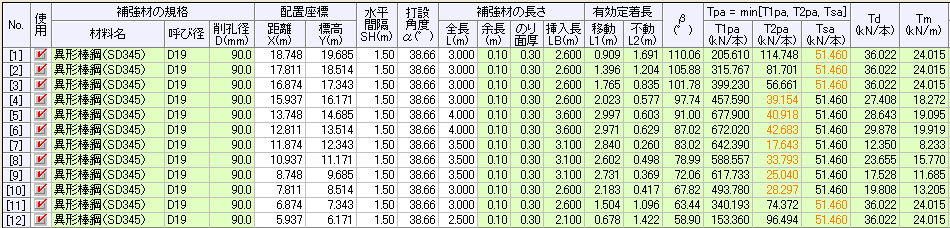 No. 使用 補強材の規格 配置座標 水平間隔 SH(m) 打設角度 α(°) 補強材の長さ 有効定着長 β (°) Tpa = min[T1pa, T2pa, Tsa] Td (kN/本) Tm (kN/m)
材料名 呼び径 削孔径 D(mm) 距離 X(m) 標高 Y(m) 全長 L(m) 余長 (m) のり面厚 挿入長 LB(m) 移動 L1(m) 不動 L2(m) T1pa (kN/本) T2pa (kN/本) Tsa (kN/本)
[1] 異形棒鋼(SD345) D19 90.0 18.748 19.685 1.50 38.66 3.000 0.10 0.30 2.600 0.909 1.691 110.06 205.610 114.748 51.460 36.022 24.015
[2] 異形棒鋼(SD345) D19 90.0 17.811 18.514 1.50 38.66 3.000 0.10 0.30 2.600 1.396 1.204 105.88 315.767 81.701 51.460 36.022 24.015
[3] 異形棒鋼(SD345) D19 90.0 16.874 17.343 1.50 38.66 3.000 0.10 0.30 2.600 1.765 0.835 101.78 399.230 56.661 51.460 36.022 24.015
[4] 異形棒鋼(SD345) D19 90.0 15.937 16.171 1.50 38.66 3.000 0.10 0.30 2.600 2.023 0.577 97.74 457.590 39.154 51.460 27.408 18.272
[5] 異形棒鋼(SD345) D19 90.0 13.748 14.685 1.50 38.66 4.000 0.10 0.30 3.600 2.997 0.603 91.00 677.900 40.918 51.460 28.643 19.095
[6] 異形棒鋼(SD345) D19 90.0 12.811 13.514 1.50 38.66 4.000 0.10 0.30 3.600 2.971 0.629 87.02 672.020 42.683 51.460 29.878 19.919
[7] 異形棒鋼(SD345) D19 90.0 11.874 12.343 1.50 38.66 3.500 0.10 0.30 3.100 2.840 0.260 83.02 642.390 17.643 51.460 12.350 8.233
[8] 異形棒鋼(SD345) D19 90.0 10.937 11.171 1.50 38.66 3.500 0.10 0.30 3.100 2.602 0.498 78.99 588.557 33.793 51.460 23.655 15.770
[9] 異形棒鋼(SD345) D19 90.0 8.748 9.685 1.50 38.66 3.500 0.10 0.30 3.100 2.731 0.369 72.06 617.733 25.040 51.460 17.528 11.685
[10] 異形棒鋼(SD345) D19 90.0 7.811 8.514 1.50 38.66 3.000 0.10 0.30 2.600 2.183 0.417 67.82 493.780 28.297 51.460 19.808 13.205
[11] 異形棒鋼(SD345) D19 90.0 6.874 7.343 1.50 38.66 3.000 0.10 0.30 2.600 1.504 1.096 63.44 340.193 74.372 51.460 36.022 24.015
[12] 異形棒鋼(SD345) D19 90.0 5.937 6.171 1.50 38.66 2.500 0.10 0.30 2.100 0.678 1.422 58.90 153.360 96.494 51.460 36.022 24.015